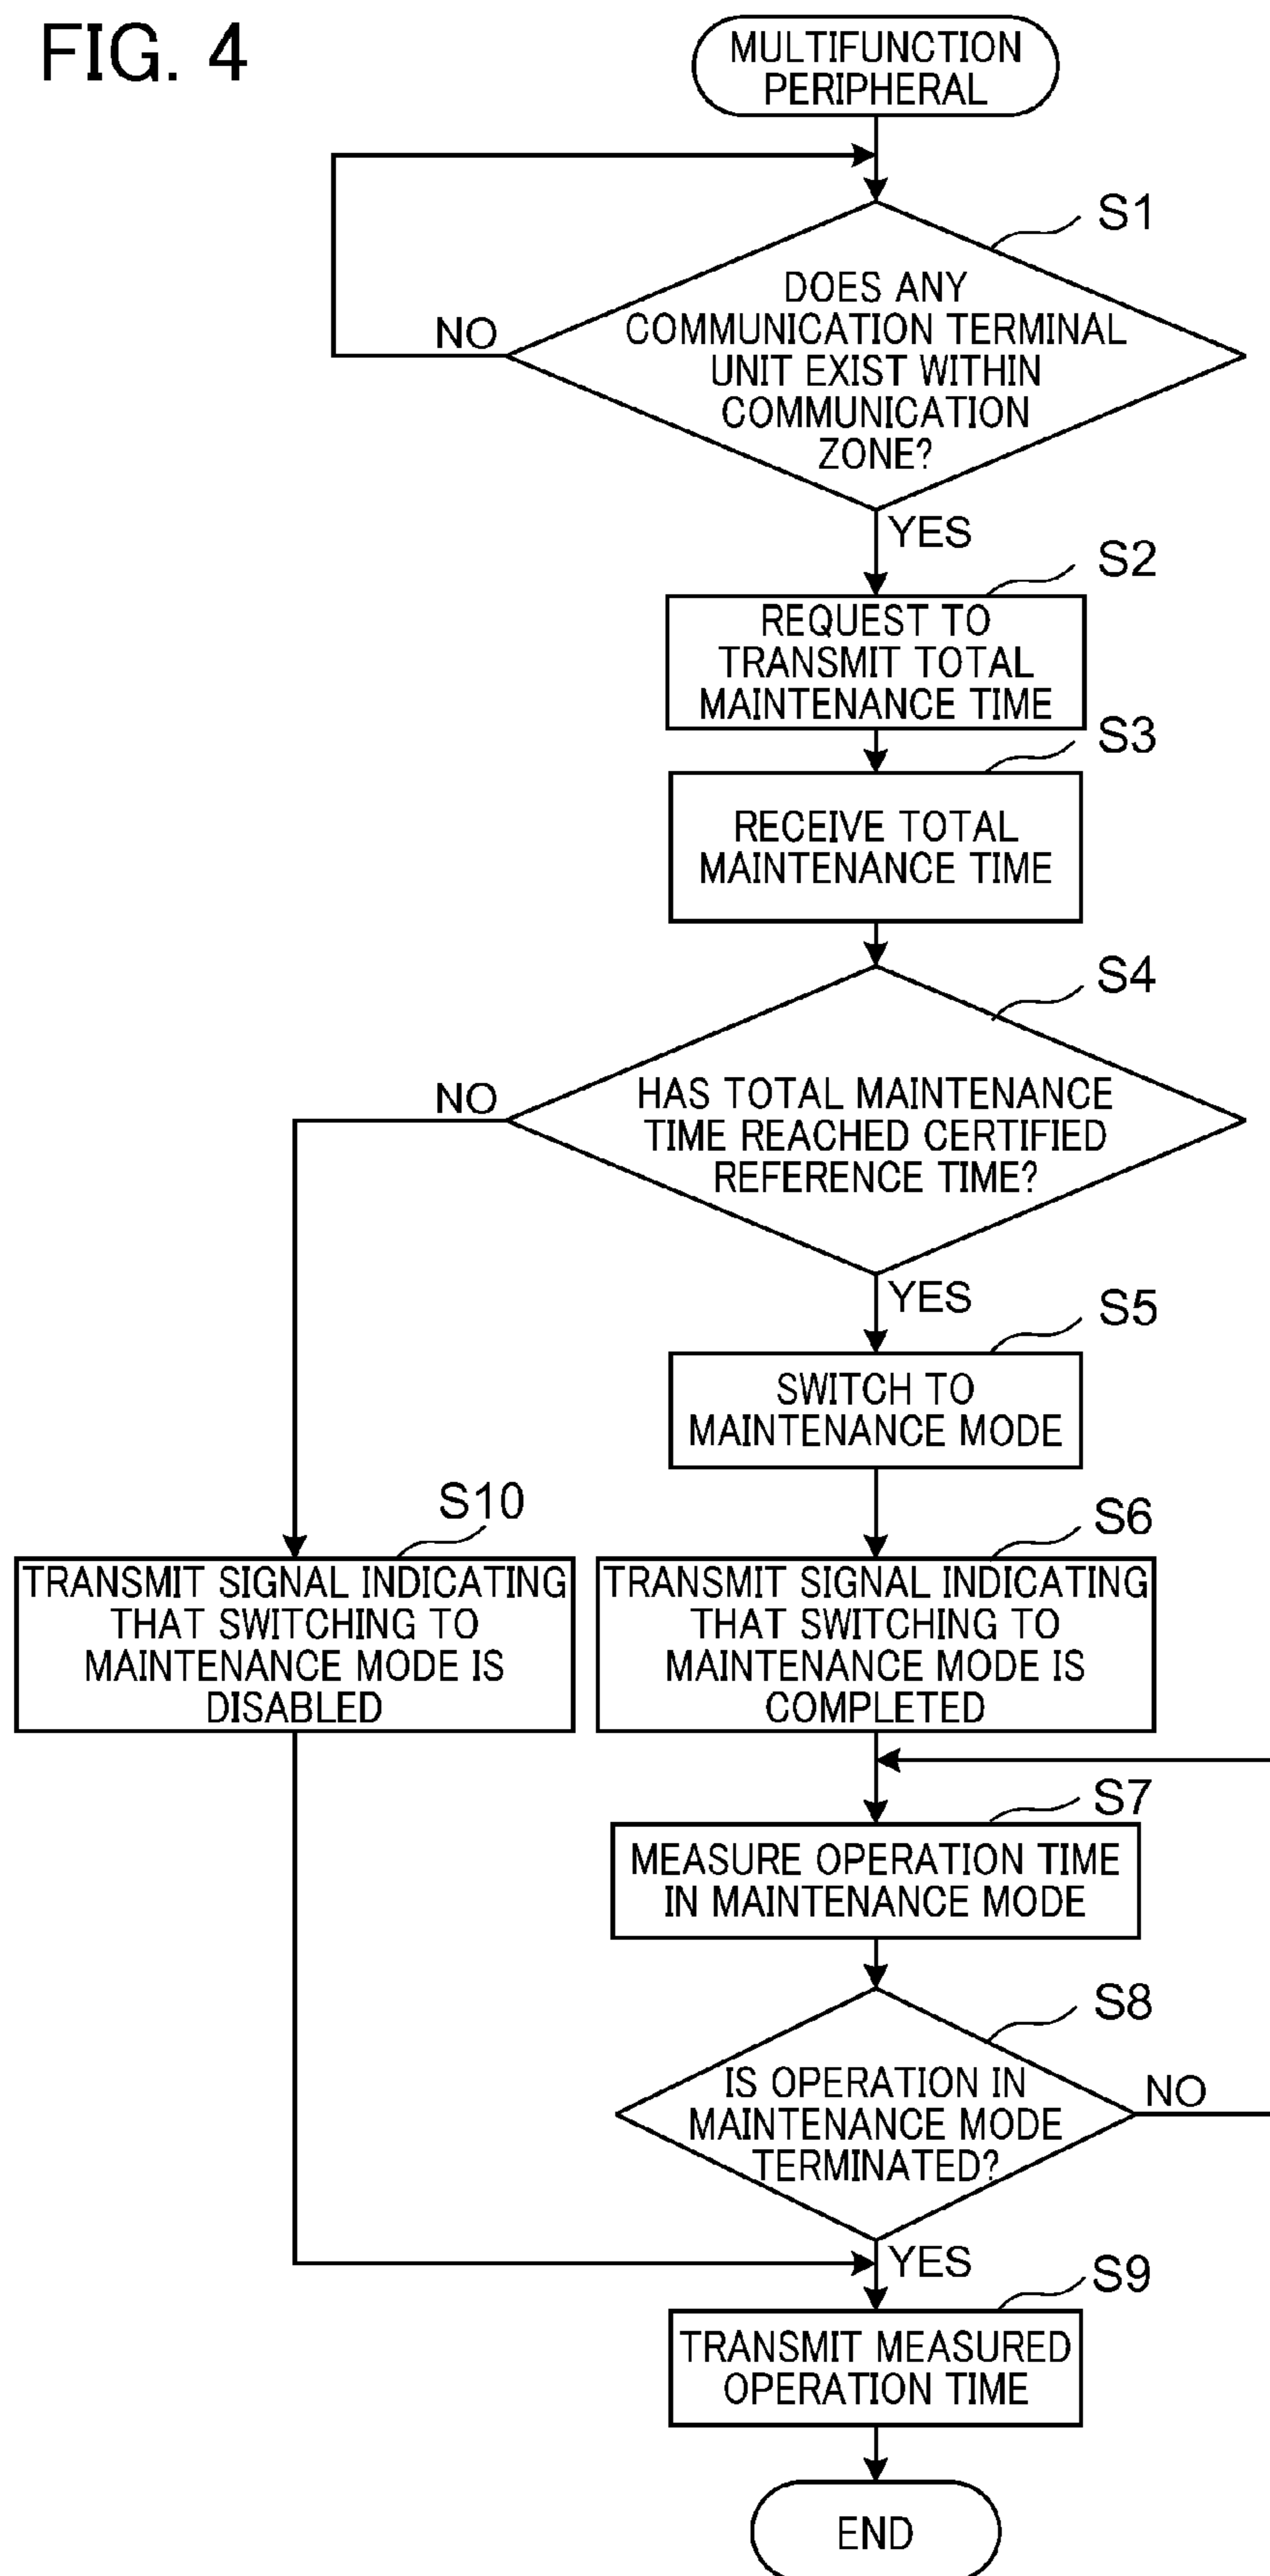 FIG. 4
MULTIFUNCTION
PERIPHERAL
S1
DOES ANY
COMMUNICATION TERMINAL
UNIT EXIST WITHIN
COMMUNICATION
ZONE?
NO
YES
S2
REQUEST TO
TRANSMIT TOTAL
MAINTENANCE TIME
S3
RECEIVE TOTAL
MAINTENANCE TIME
S4
HAS TOTAL MAINTENANCE
TIME REACHED CERTIFIED
REFERENCE TIME?
NO
YES
S5
SWITCH TO
MAINTENANCE MODE
S10
TRANSMIT SIGNAL INDICATING
THAT SWITCHING TO
MAINTENANCE MODE IS
DISABLED
S6
TRANSMIT SIGNAL INDICATING
THAT SWITCHING TO
MAINTENANCE MODE IS
COMPLETED
S7
MEASURE OPERATION TIME
IN MAINTENANCE MODE
S8
IS OPERATION IN
MAINTENANCE MODE
TERMINATED?
NO
YES
S9
TRANSMIT MEASURED
OPERATION TIME
END